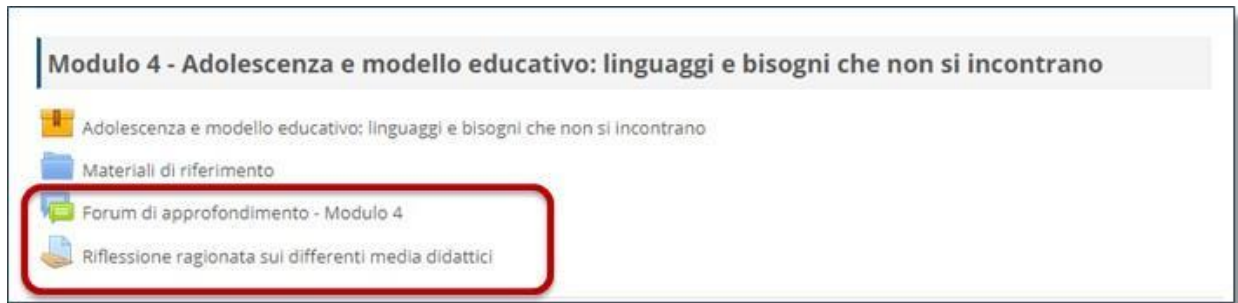 Modulo 4 - Adolescenza e modello educativo: linguaggi e bisogni che non si incontrano
Adolescenza e modello educativo: linguaggi e bisogni che non si incontrano
Materiali di riferimento
Forum di approfondimento - Modulo 4
Riflessione ragionata sui differenti media didattici